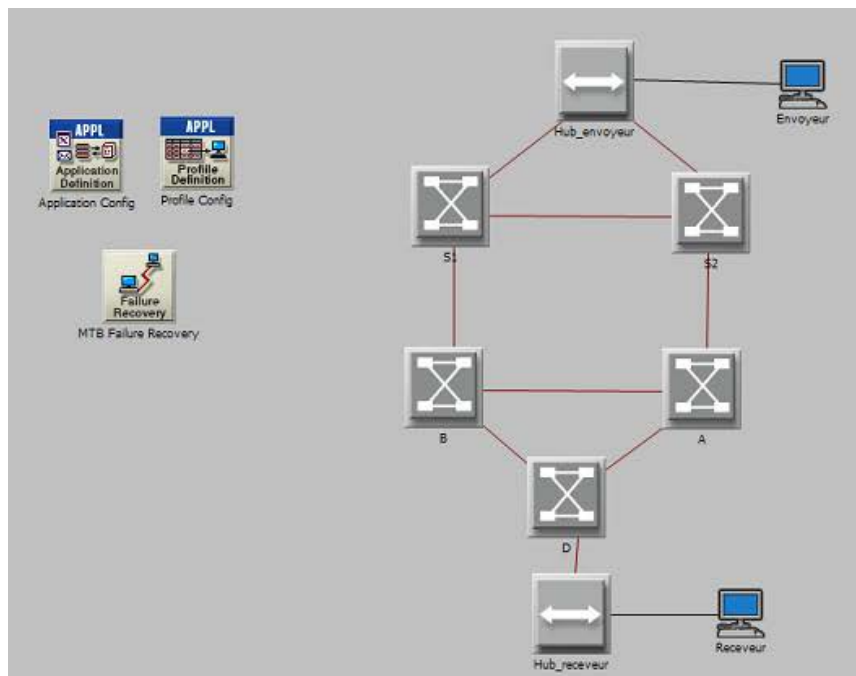 Hub_envoyeur
Envoyeur
APPL
Application
Definition
Application Config
APPL
Profile
Definition
Profile Config
S1
S2
Failure
Recovery
MTB Failure Recovery
B
A
D
Hub_receveur
Receveur